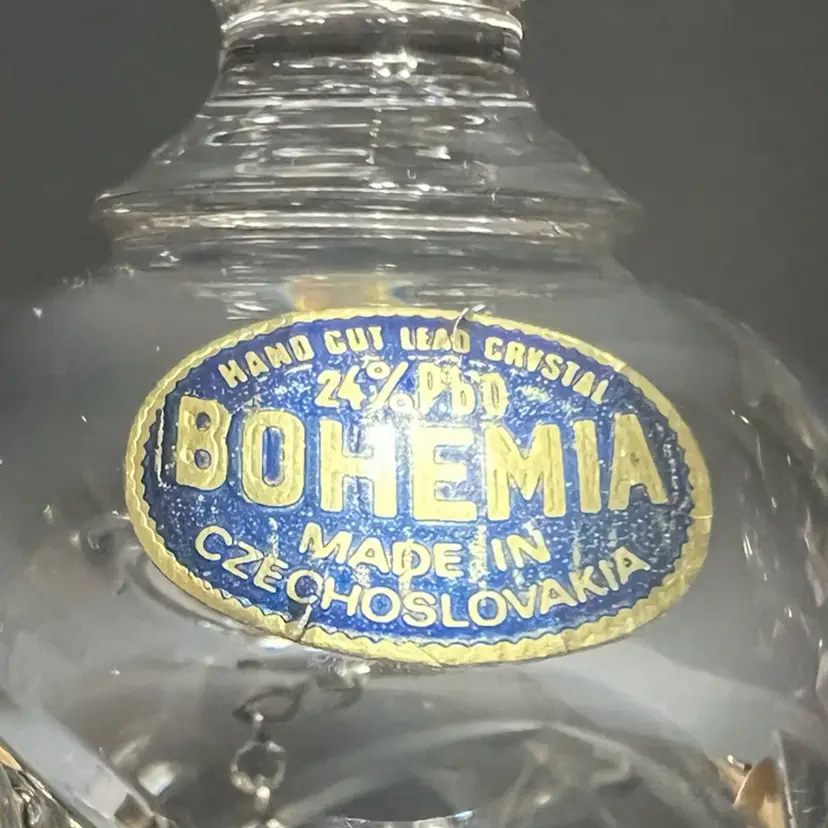 HAND CUT LEAD CRYSTAL
24% PbO
BOHEMIA
MADE IN
CZECHOSLOVAKIA